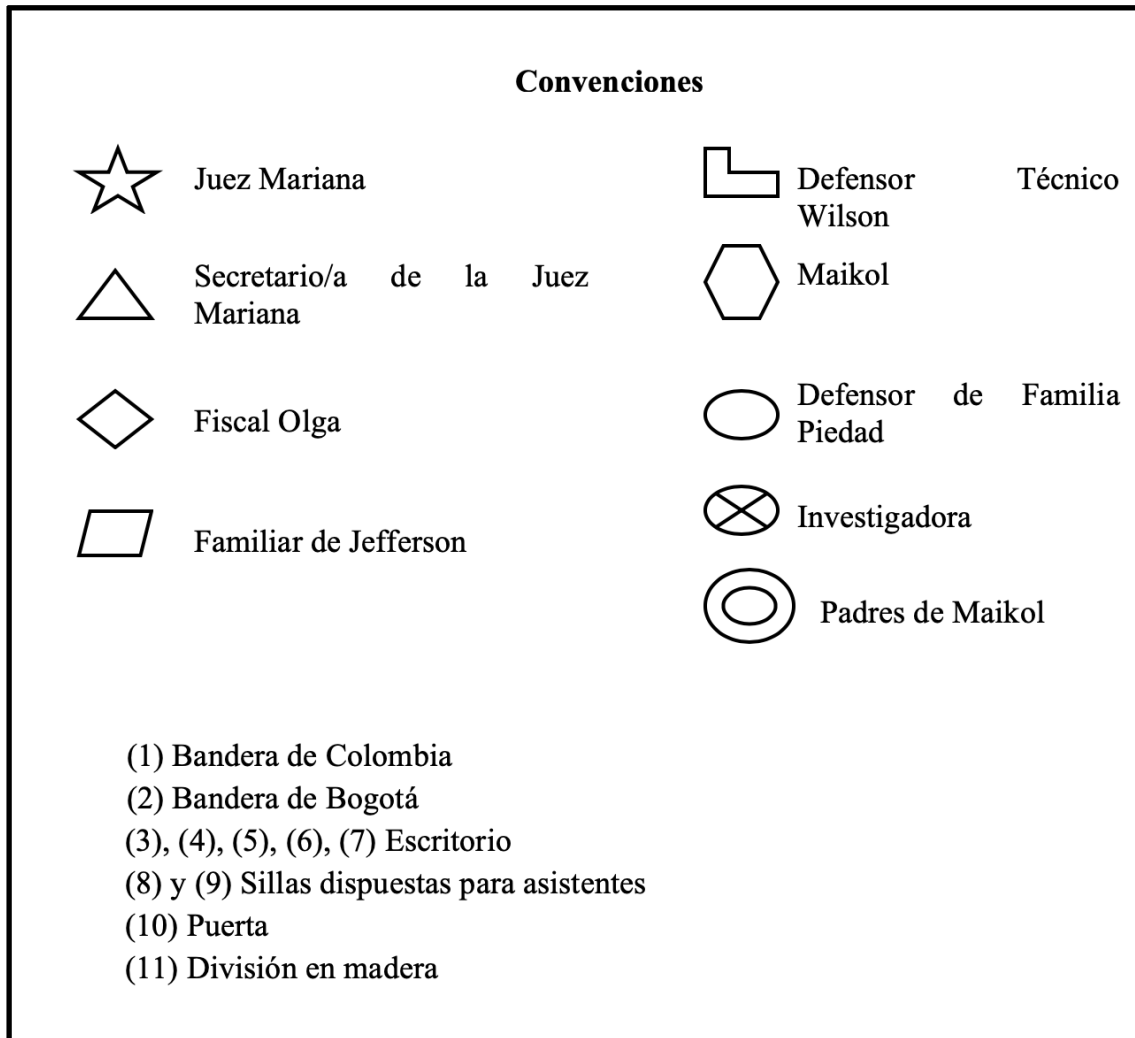 Convenciones
Juez Mariana
Secretario/a de la Juez
Mariana
Fiscal Olga
Familiar de Jefferson
Defensor Técnico
Wilson
Maikol
Defensor de Familia
Piedad
Investigadora
Padres de Maikol
(1) Bandera de Colombia
(2) Bandera de Bogotá
(3), (4), (5), (6), (7) Escritorio
(8) y (9) Sillas dispuestas para asistentes
(10) Puerta
(11) División en madera